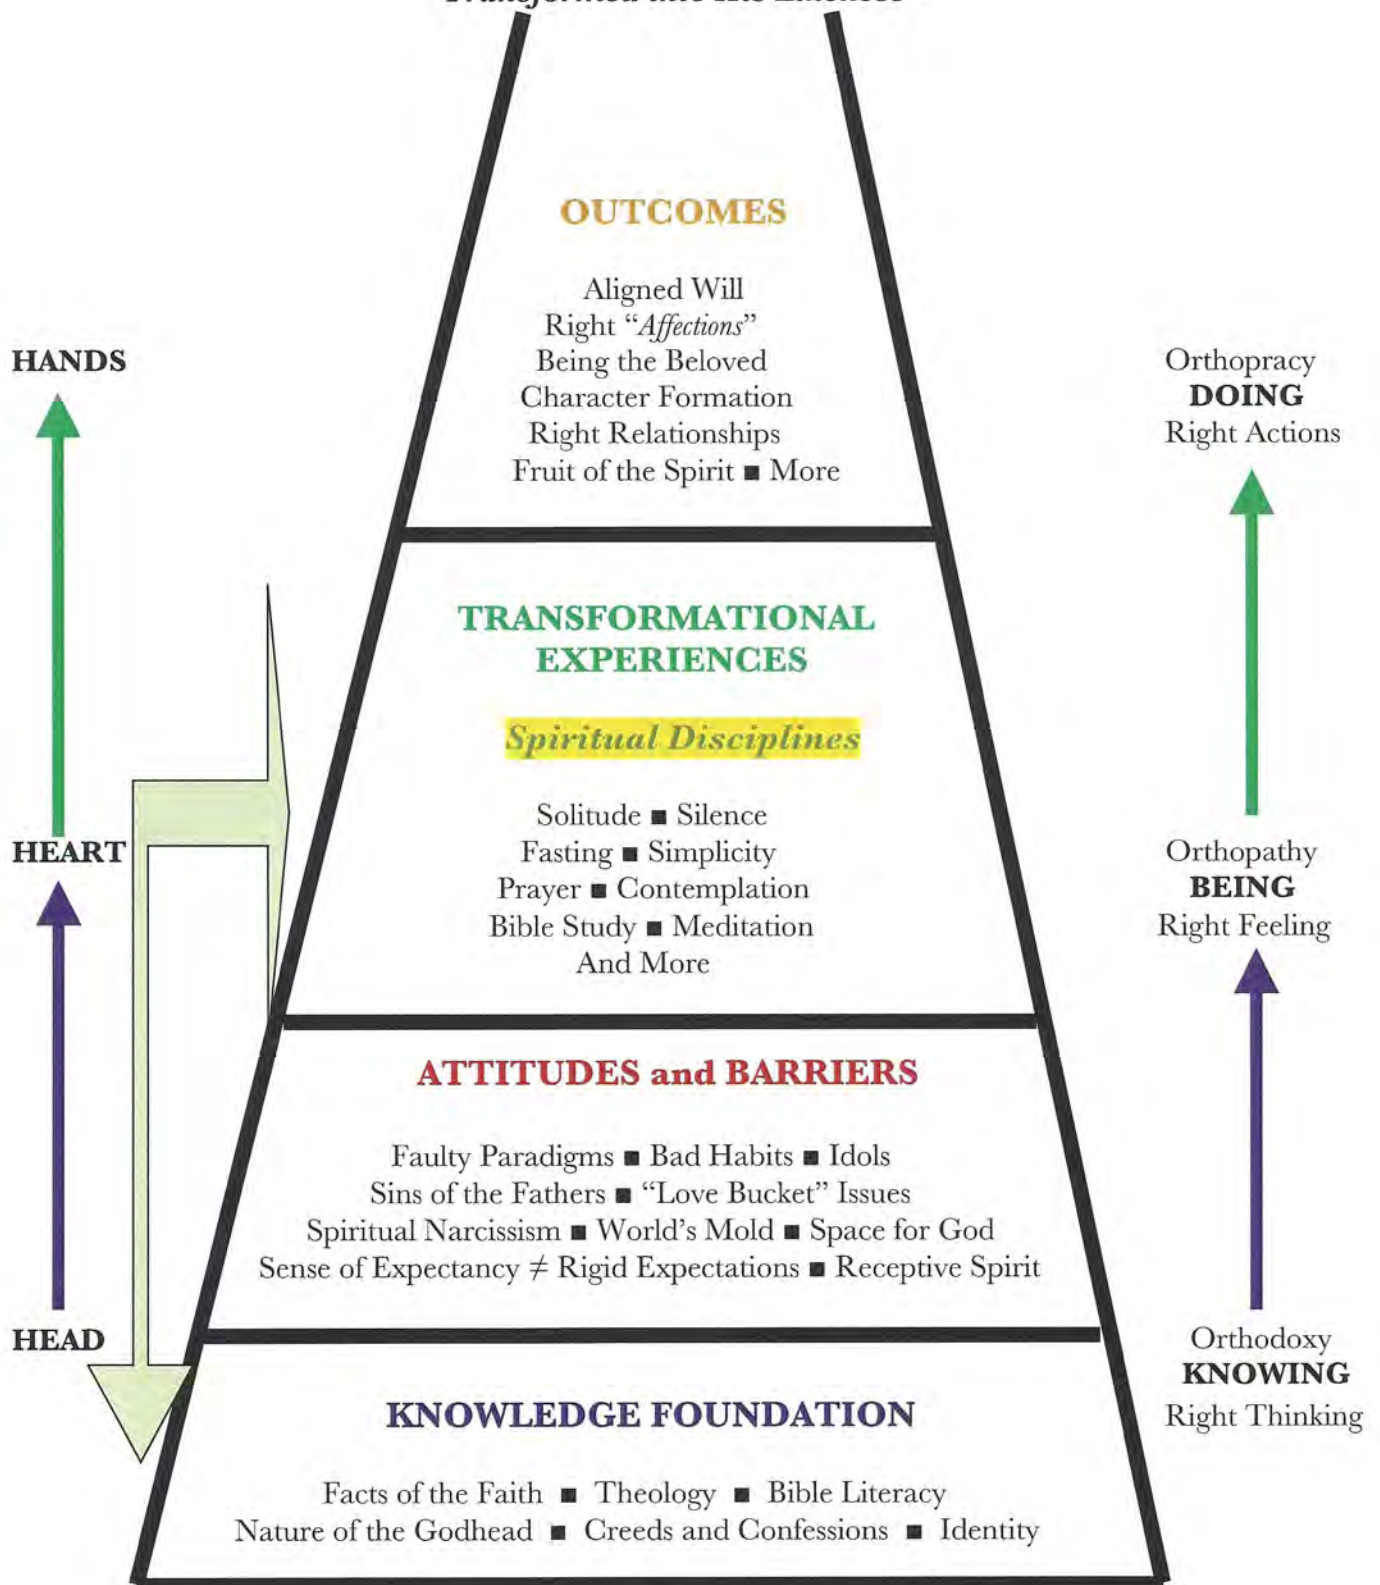 OUTCOMES
Aligned Will
Right “Affections”
Being the Beloved
Character Formation
Right Relationships
Fruit of the Spirit ■ More
HANDS
Orthopracy
DOING
Right Actions
TRANSFORMATIONAL
EXPERIENCES
Spiritual Disciplines
Solitude ■ Silence
Fasting ■ Simplicity
Prayer ■ Contemplation
Bible Study ■ Meditation
And More
HEART
Orthopathy
BEING
Right Feeling
ATTITUDES and BARRIERS
Faulty Paradigms ■ Bad Habits ■ Idols
Sins of the Fathers ■ “Love Bucket” Issues
Spiritual Narcissism ■ World’s Mold ■ Space for God
Sense of Expectancy ≠ Rigid Expectations ■ Receptive Spirit
HEAD
Orthodoxy
KNOWING
Right Thinking
KNOWLEDGE FOUNDATION
Facts of the Faith ■ Theology ■ Bible Literacy
Nature of the Godhead ■ Creeds and Confessions ■ Identity